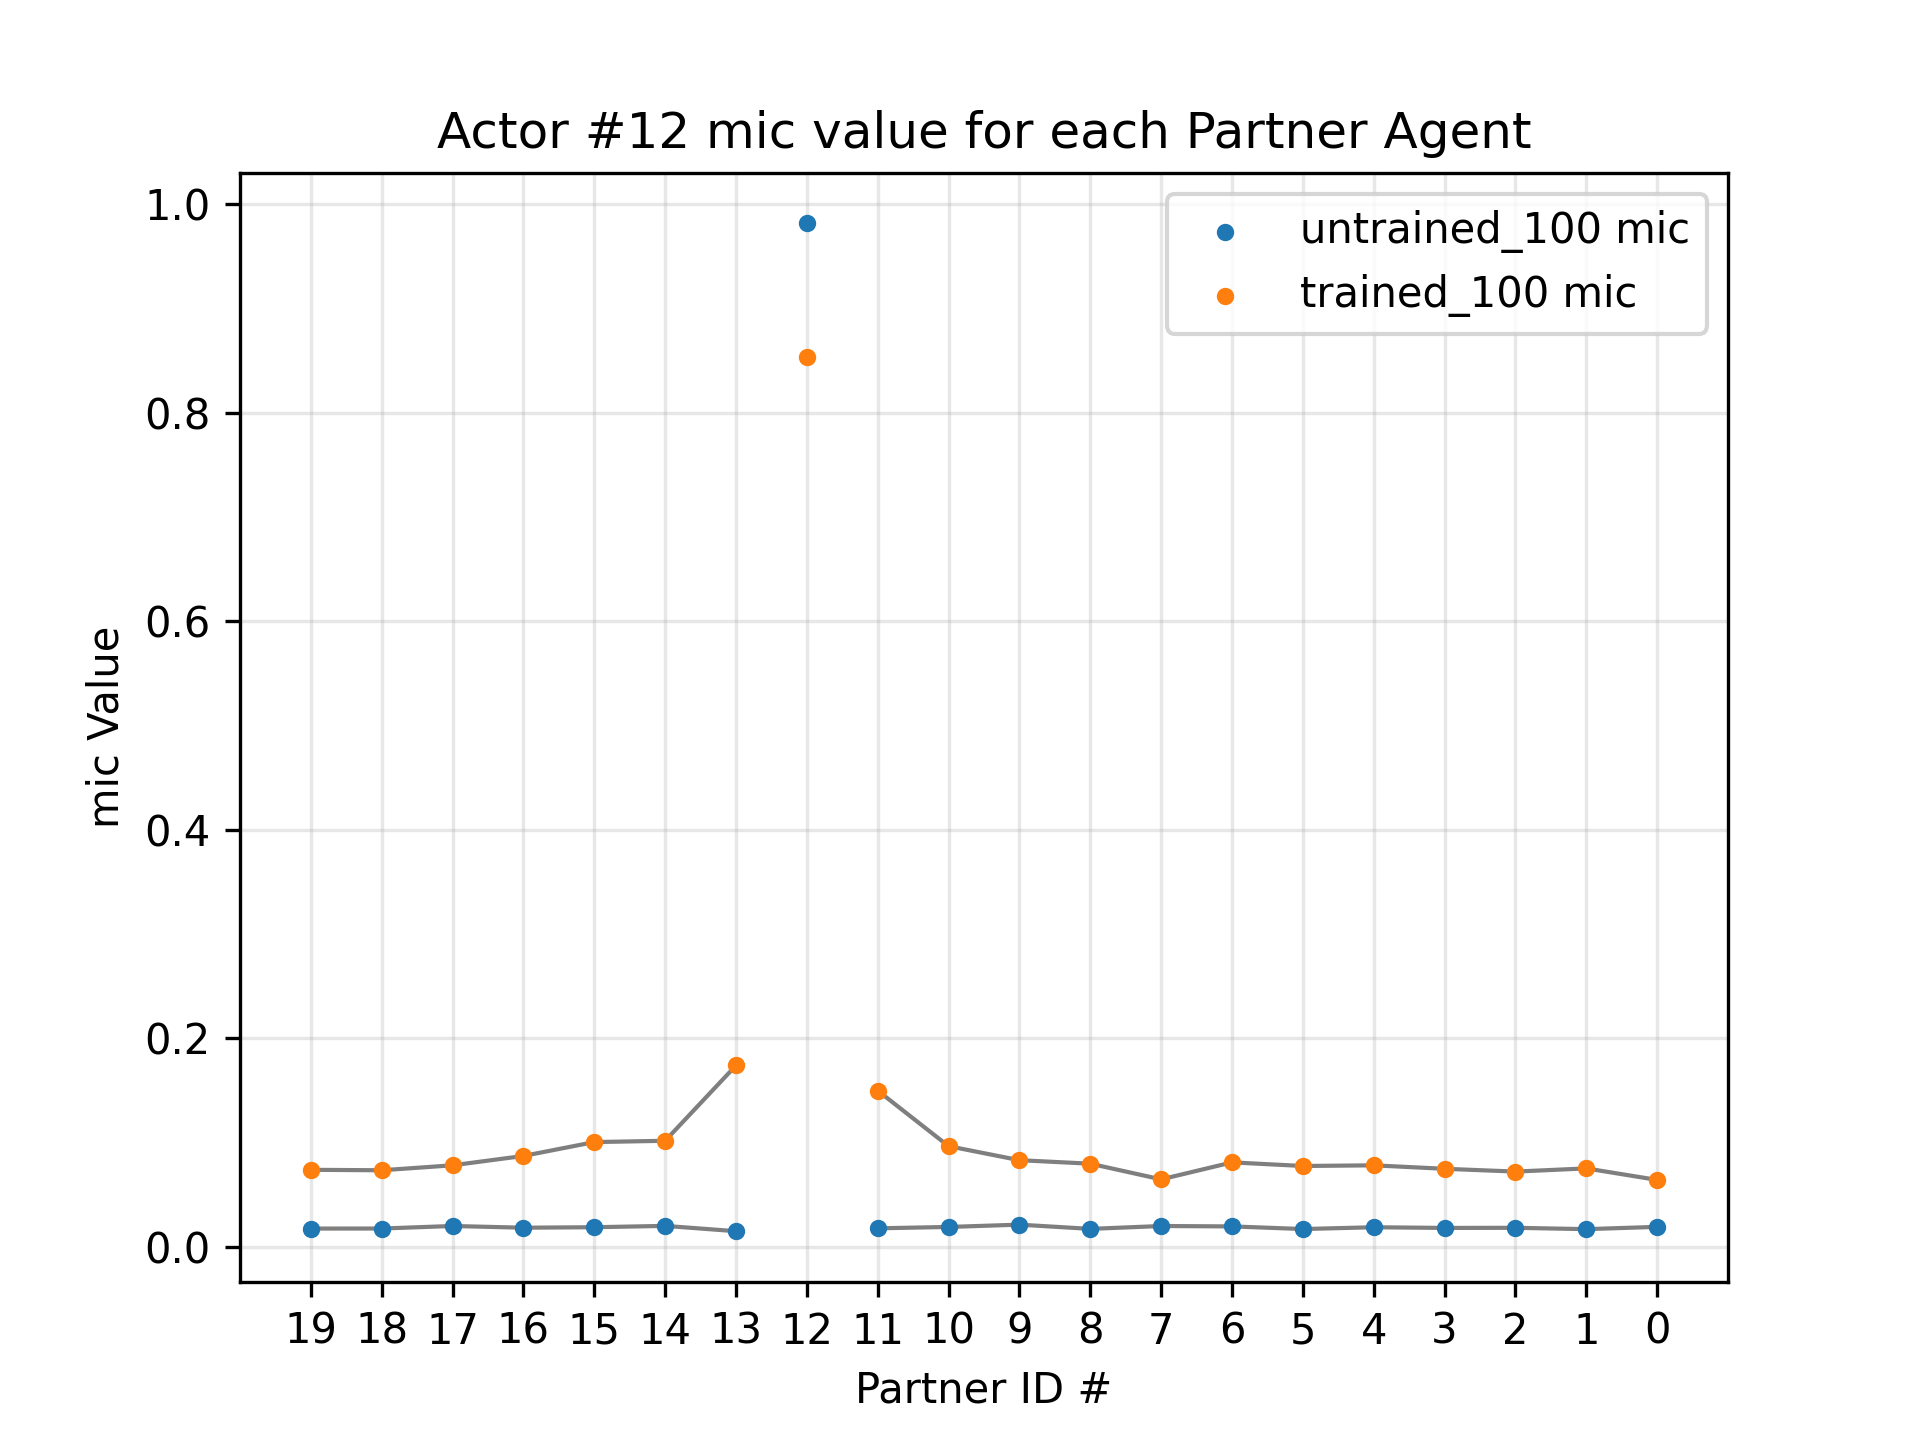 Actor #12 mic value for each Partner Agent
untrained_100 mic
trained_100 mic
1.0
0.8
0.6
0.4
0.2
0.0
mic Value
19 18 17 16 15 14 13 12 11 10 9 8 7 6 5 4 3 2 1 0
Partner ID #